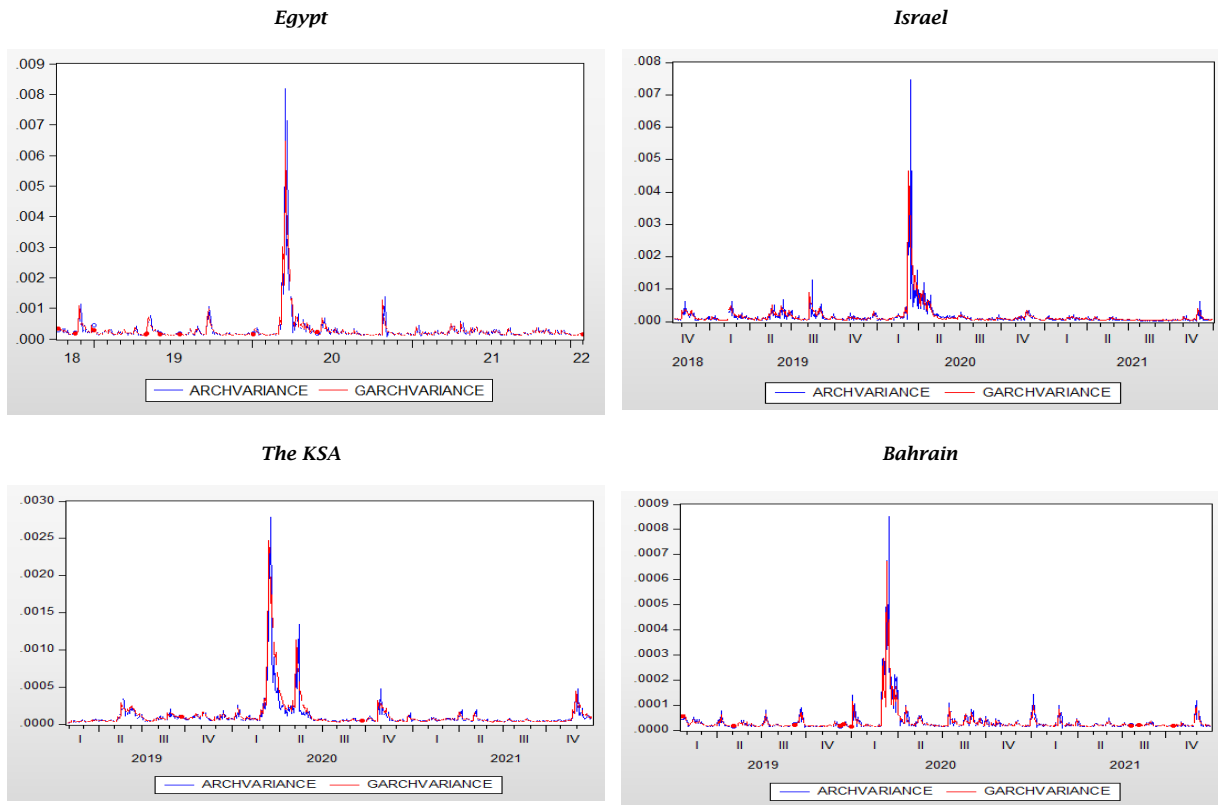 Egypt
.009
.008
.007
.006
.005
.004
.003
.002
.001
.000
18 19 20 21 22
ARCHVARIANCE GARCHVARIANCE
Israel
.008
.007
.006
.005
.004
.003
.002
.001
.000
IV I II III IV I II III IV I II III IV
2018 2019 2020 2021
ARCHVARIANCE GARCHVARIANCE
The KSA
.0030
.0025
.0020
.0015
.0010
.0005
.0000
I II III IV I II III IV I II III IV
2019 2020 2021
ARCHVARIANCE GARCHVARIANCE
Bahrain
.0009
.0008
.0007
.0006
.0005
.0004
.0003
.0002
.0001
.0000
I II III IV I II III IV I II III IV
2019 2020 2021
ARCHVARIANCE GARCHVARIANCE